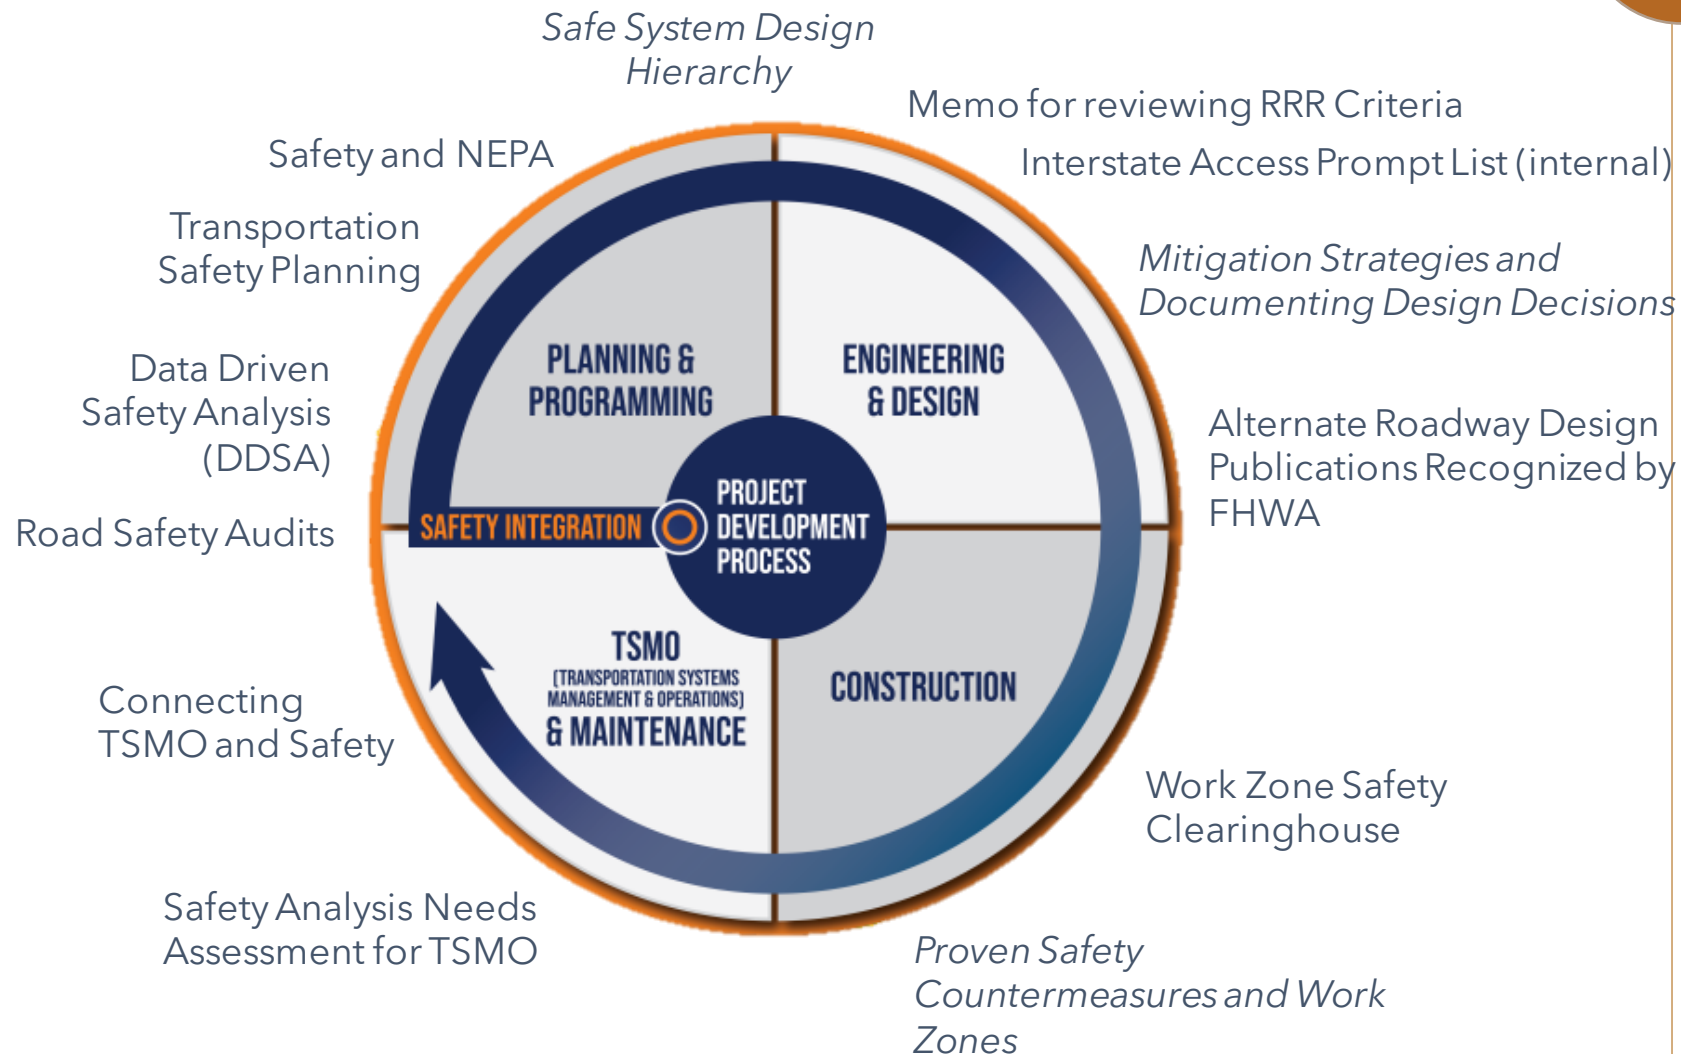 Safe System Design
Hierarchy
Memo for reviewing RRR Criteria
Interstate Access Prompt List (internal)
Mitigation Strategies and
Documenting Design Decisions
Alternate Roadway Design
Publications Recognized by
FHWA
Work Zone Safety
Clearinghouse
Proven Safety
Countermeasures and Work
Zones
Safety Analysis Needs
Assessment for TSMO
Connecting
TSMO and Safety
Road Safety Audits
Data Driven
Safety Analysis
(DDSA)
Transportation
Safety Planning
Safety and NEPA
PLANNING &
PROGRAMMING
ENGINEERING
& DESIGN
SAFETY INTEGRATION
PROJECT
DEVELOPMENT
PROCESS
TSMO
(TRANSPORTATION SYSTEMS
MANAGEMENT & OPERATIONS)
& MAINTENANCE
CONSTRUCTION